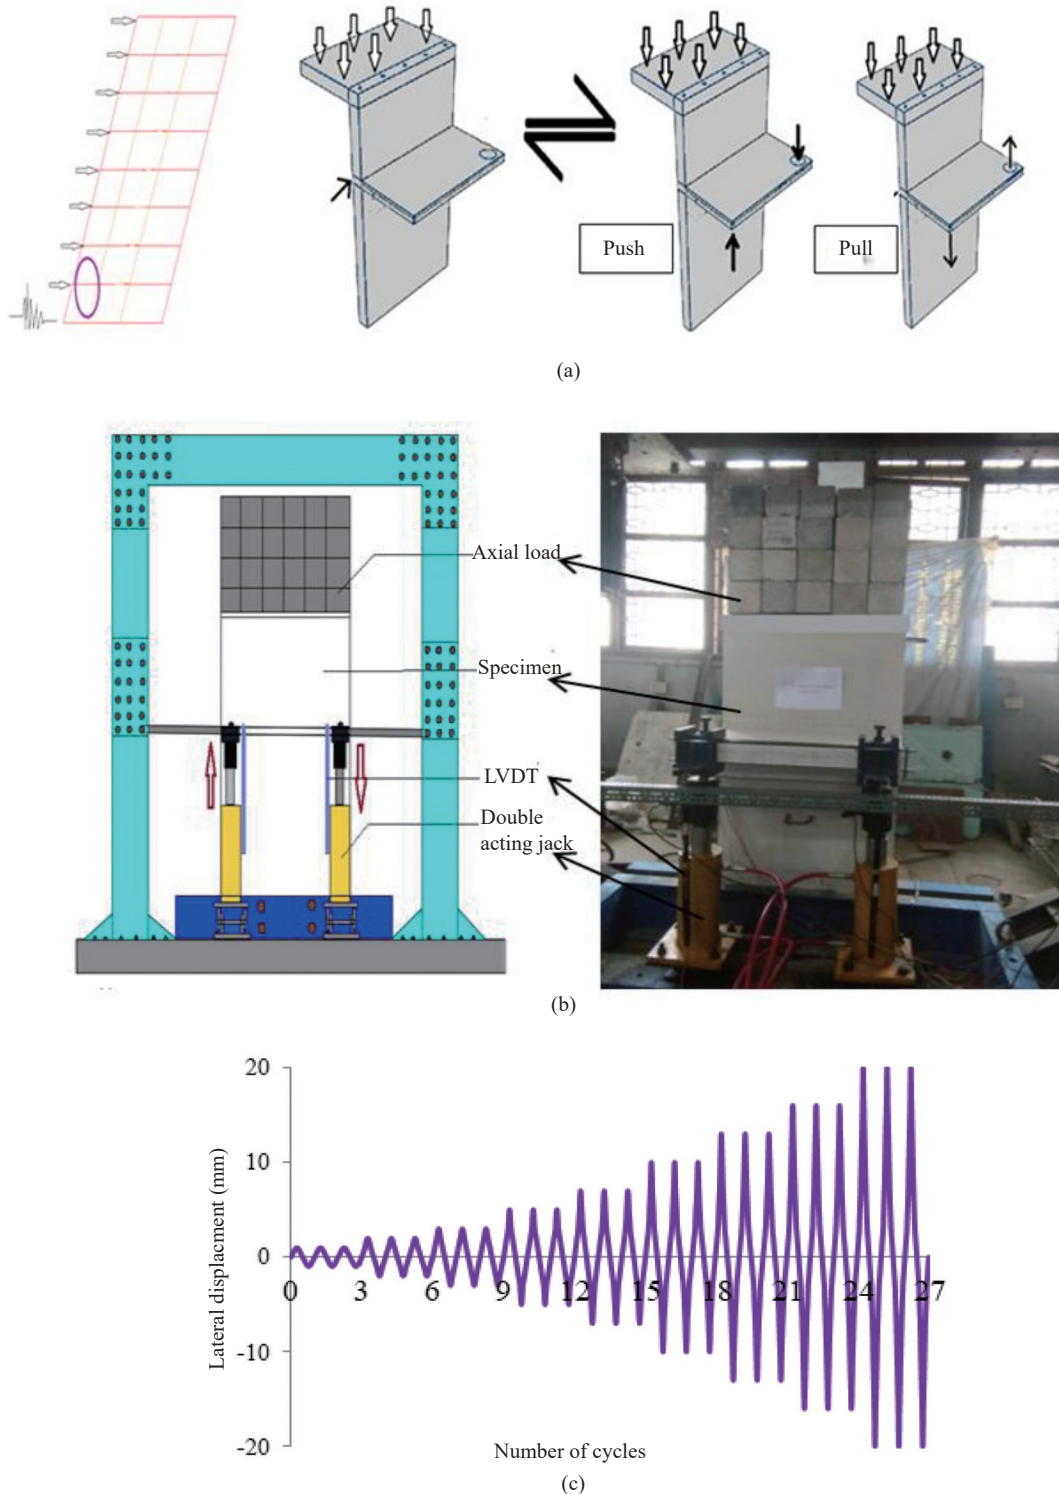 Push
Pull
(a)
Axial load
Specimen
LVDT
Double
acting jack
(b)
20
10
0
-10
-20
0 3 6 9 12 15 18 21 24 27
Lateral displacment (mm)
Number of cycles
(c)